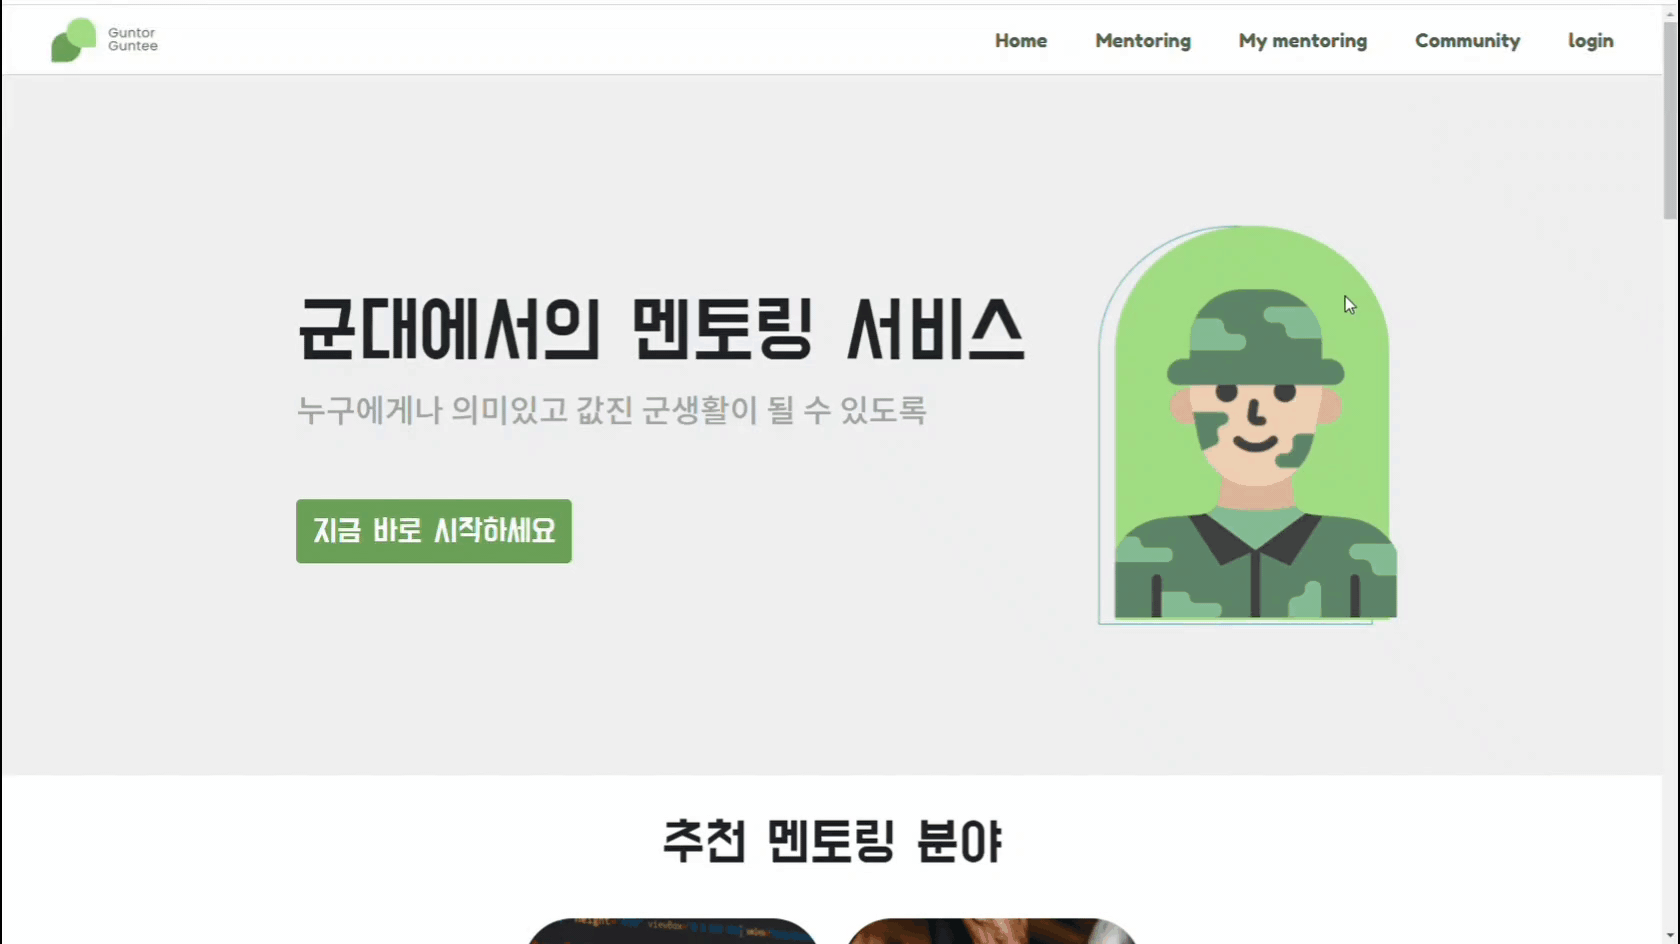 Guntor
Guntee
Home Mentoring My mentoring Community login
군대에서의 멘토링 서비스
누구에게나 의미있고 값진 군생활이 될 수 있도록
지금 바로 시작하세요
추천 멘토링 분야
height= viewBox=